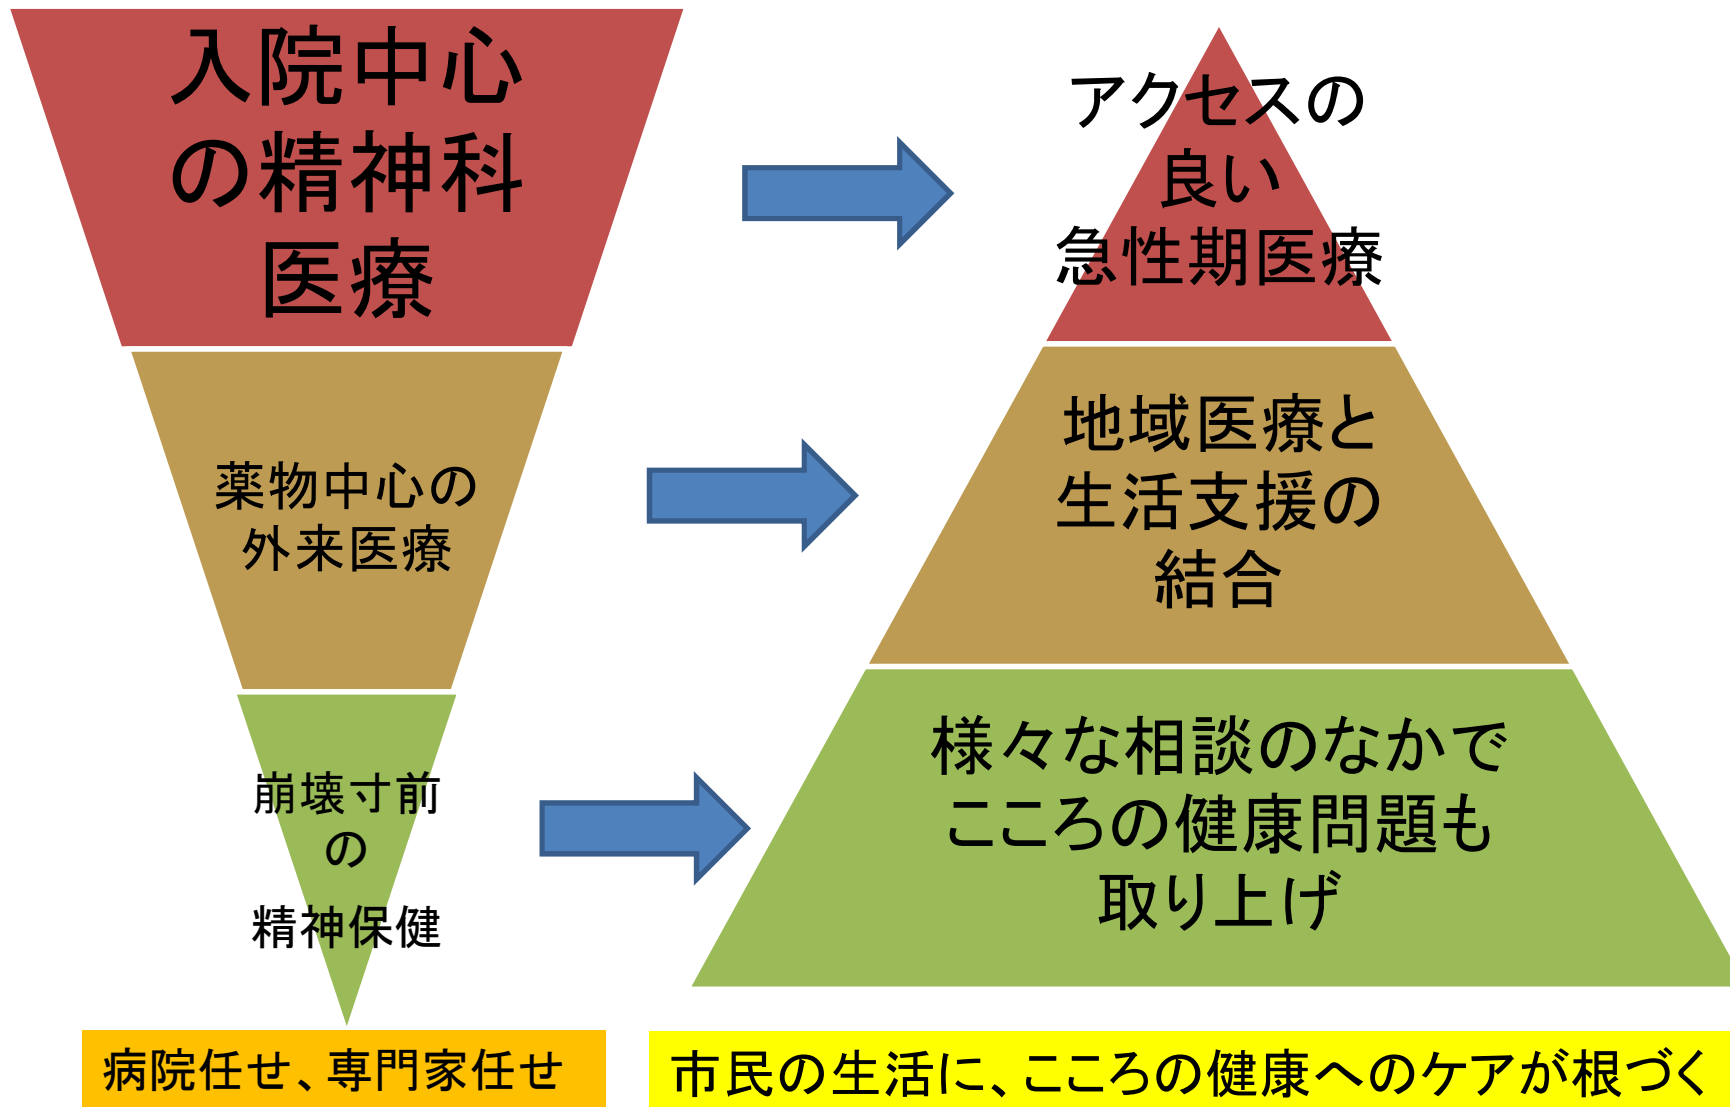 入院中心
の精神科
医療
薬物中心の
外来医療
崩壊寸前
の
精神保健
病院任せ、専門家任せ
アクセスの
良い
急性期医療
地域医療と
生活支援の
結合
様々な相談のなかで
こころの健康問題も
取り上げ
市民の生活に、こころの健康へのケアが根づく